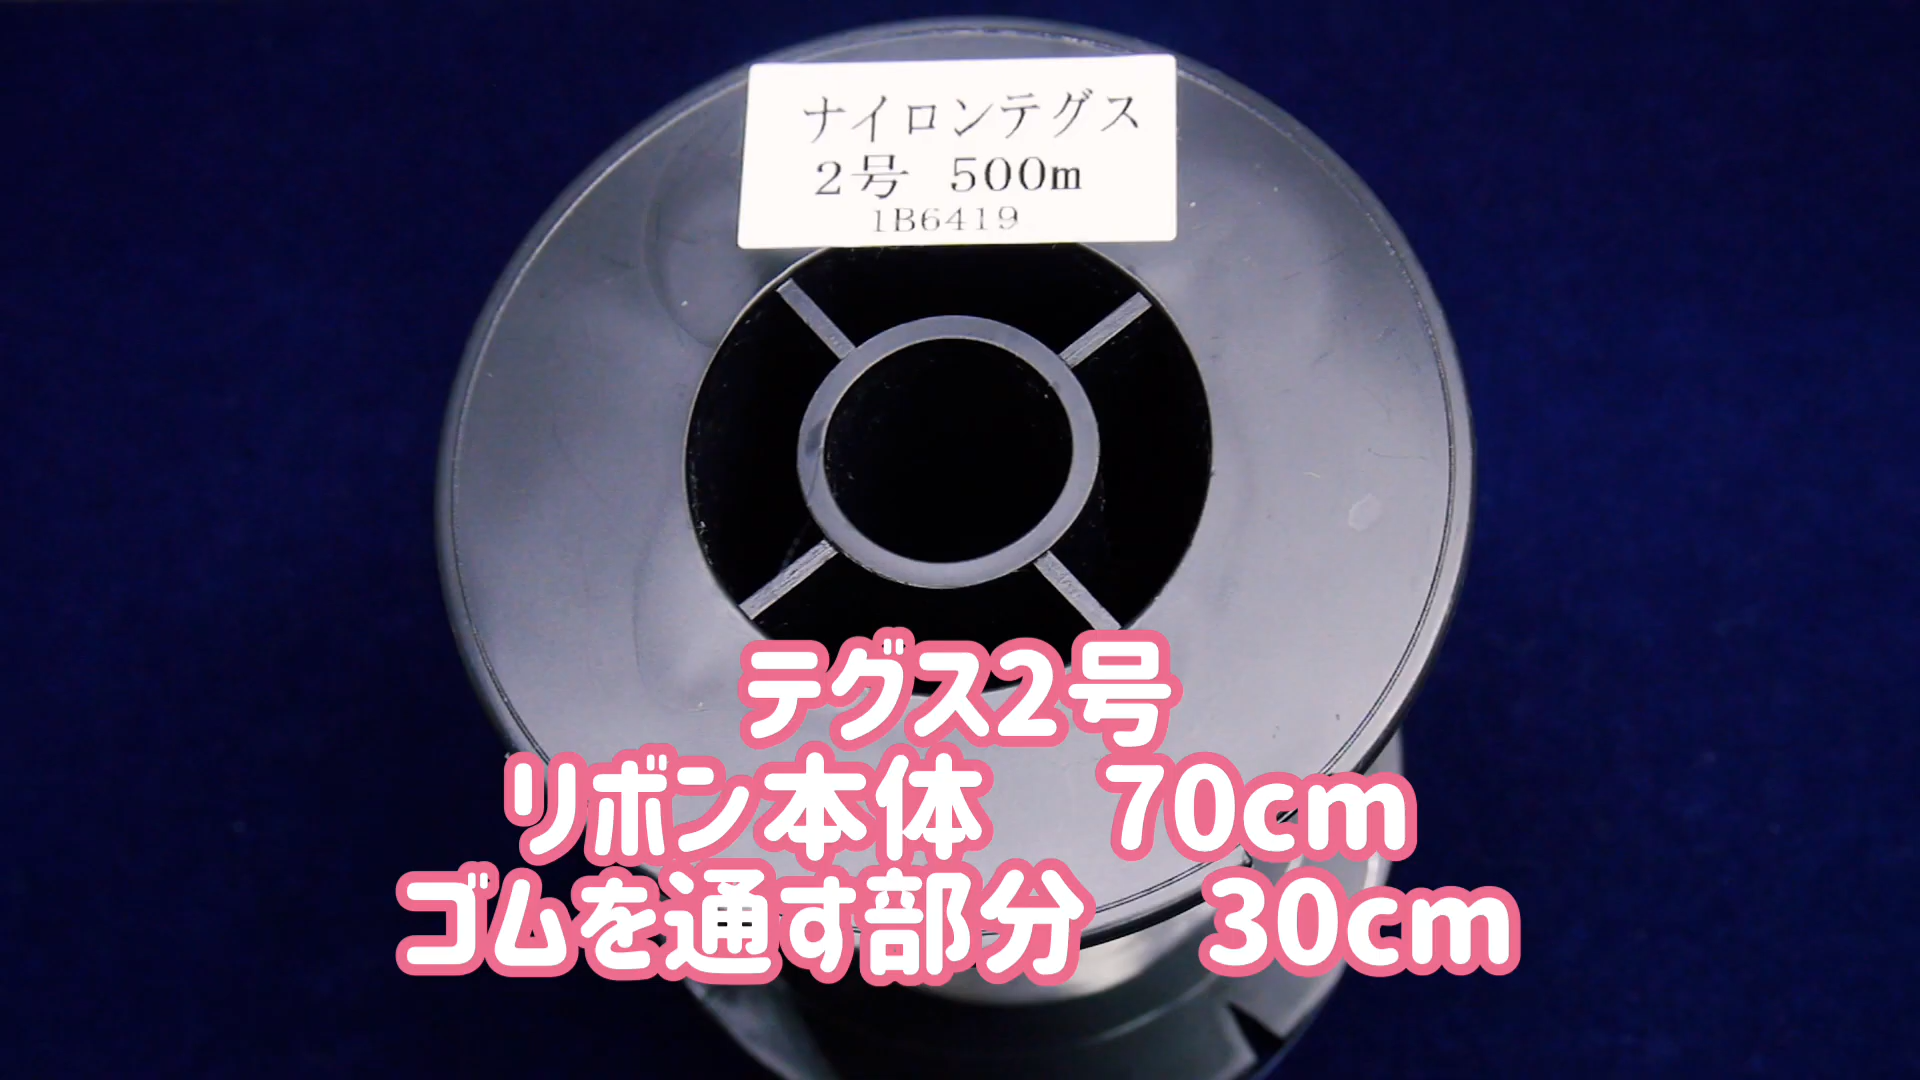 ナイロンテグス
2号 500m
1B6419
テグス2号
リボン本体 70cm
ゴムを通す部分 30cm